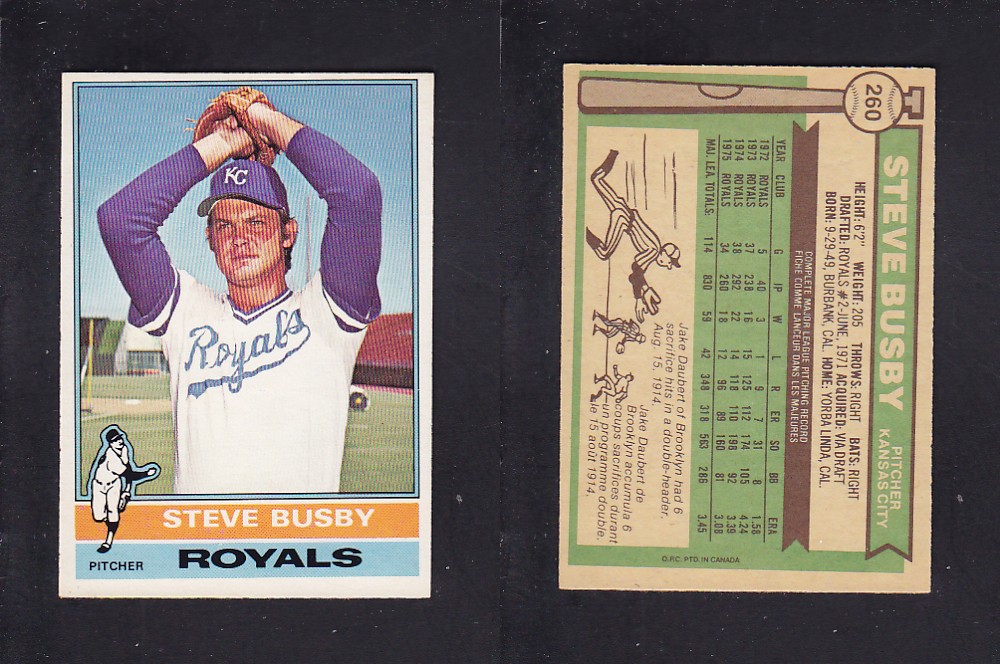 KC
Royals
STEVE BUSBY
PITCHER
ROYALS
260
STEVE BUSBY
PITCHER
KANSAS CITY
HEIGHT: 6'2" WEIGHT: 205 THROWS: RIGHT BATS: RIGHT
DRAFTED: ROYALS #2-JUNE, 1971 ACQUIRED: VIA DRAFT
BORN: 9-29-49, BURBANK, CAL. HOME: YORBA LINDA, CAL.
COMPLETE MAJOR LEAGUE PITCHING RECORD
FICHE COMME LANCEUR DANS LES MAJEURES
YEAR CLUB G IP W L R ER SO BB ERA
1972 ROYALS 5 40 3 1 9 7 31 8 1.58
1973 ROYALS 37 238 16 15 125 112 174 105 4.24
1974 ROYALS 38 292 22 14 118 110 198 92 3.39
1975 ROYALS 34 260 18 12 96 89 160 81 3.08
MAJ. LEA. TOTALS: 114 830 59 42 348 318 563 286 3.45
Jake Daubert of Brooklyn had 6
sacrifice hits in a double-header,
Aug. 15, 1914.
Jake Daubert de
Brooklyn accumula 6
coups sacrifices durant
un programme double,
le 15 août 1914.
O.P.C. PTD. IN CANADA